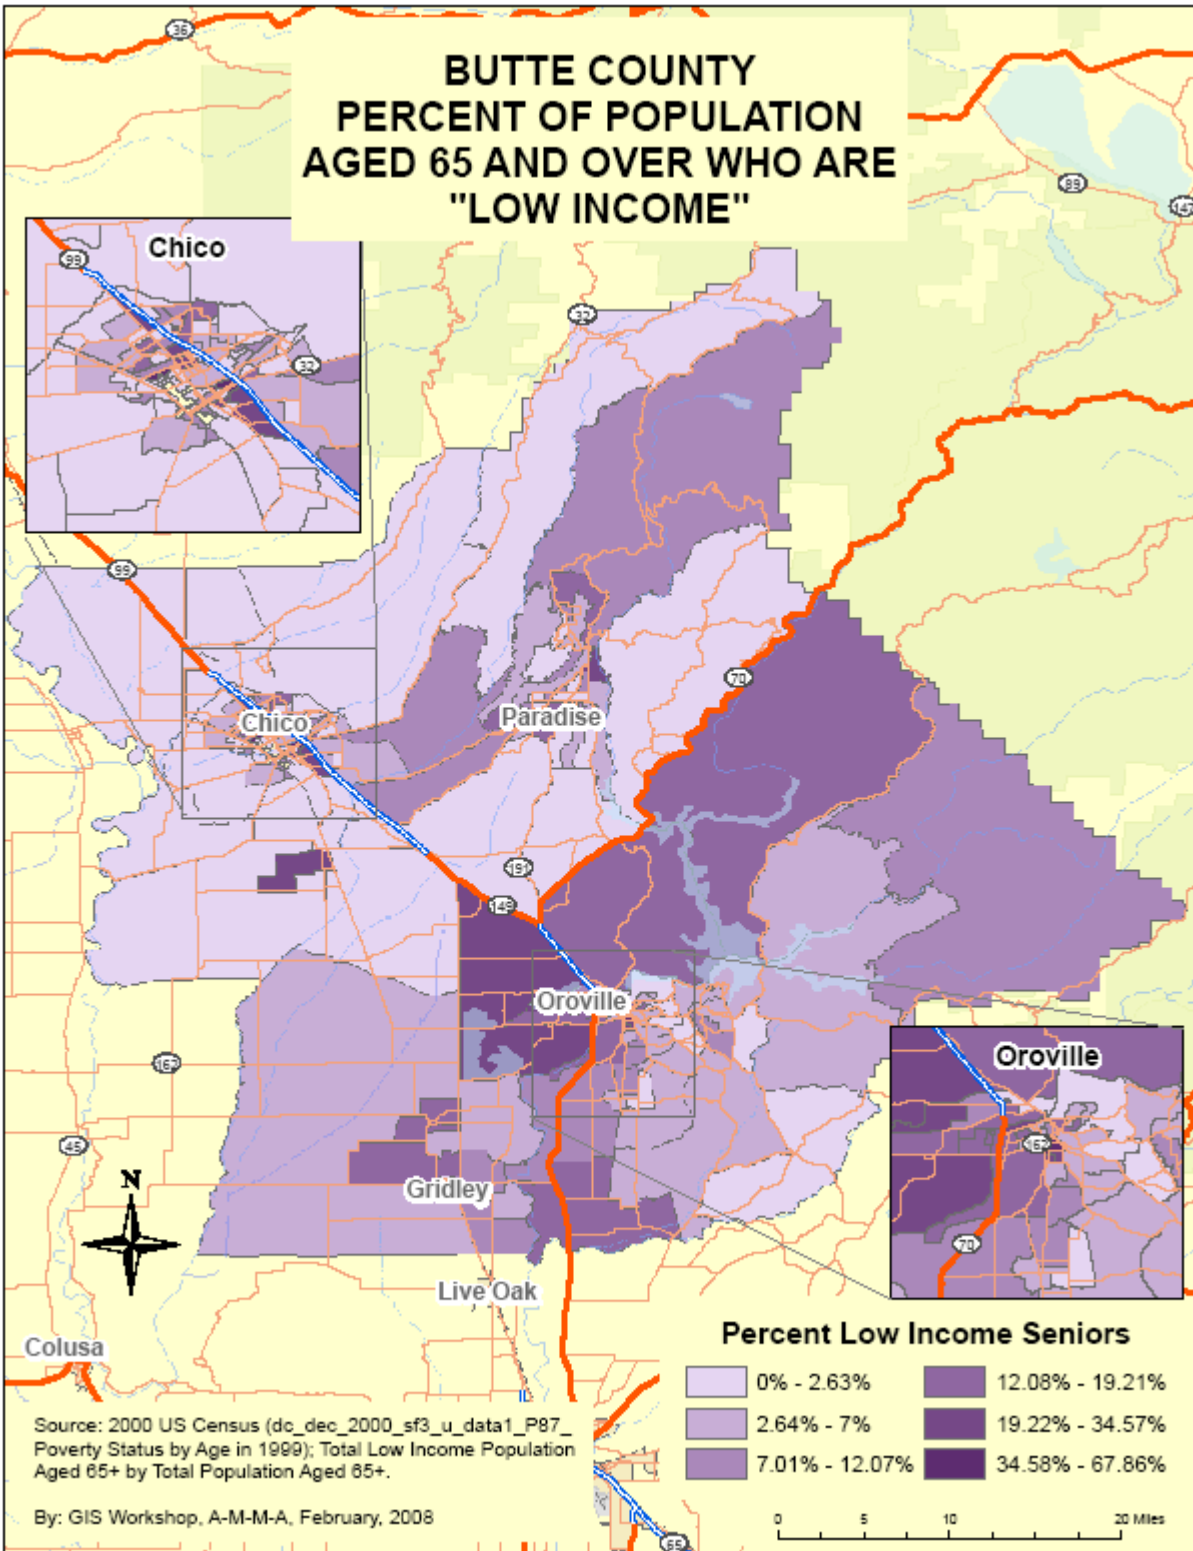 BUTTE COUNTY
PERCENT OF POPULATION
AGED 65 AND OVER WHO ARE
"LOW INCOME"
36
89
147
Chico
99
32
32
99
70
Chico
Paradise
191
149
Oroville
162
Oroville
162
45
70
N
Gridley
Live Oak
Colusa
Percent Low Income Seniors
0% - 2.63%
12.08% - 19.21%
2.64% - 7%
19.22% - 34.57%
7.01% - 12.07%
34.58% - 67.86%
Source: 2000 US Census (dc_dec_2000_sf3_u_data1_P87_
Poverty Status by Age in 1999); Total Low Income Population
Aged 65+ by Total Population Aged 65+.
By: GIS Workshop, A-M-M-A, February, 2008
0 5 10 20 Miles
65